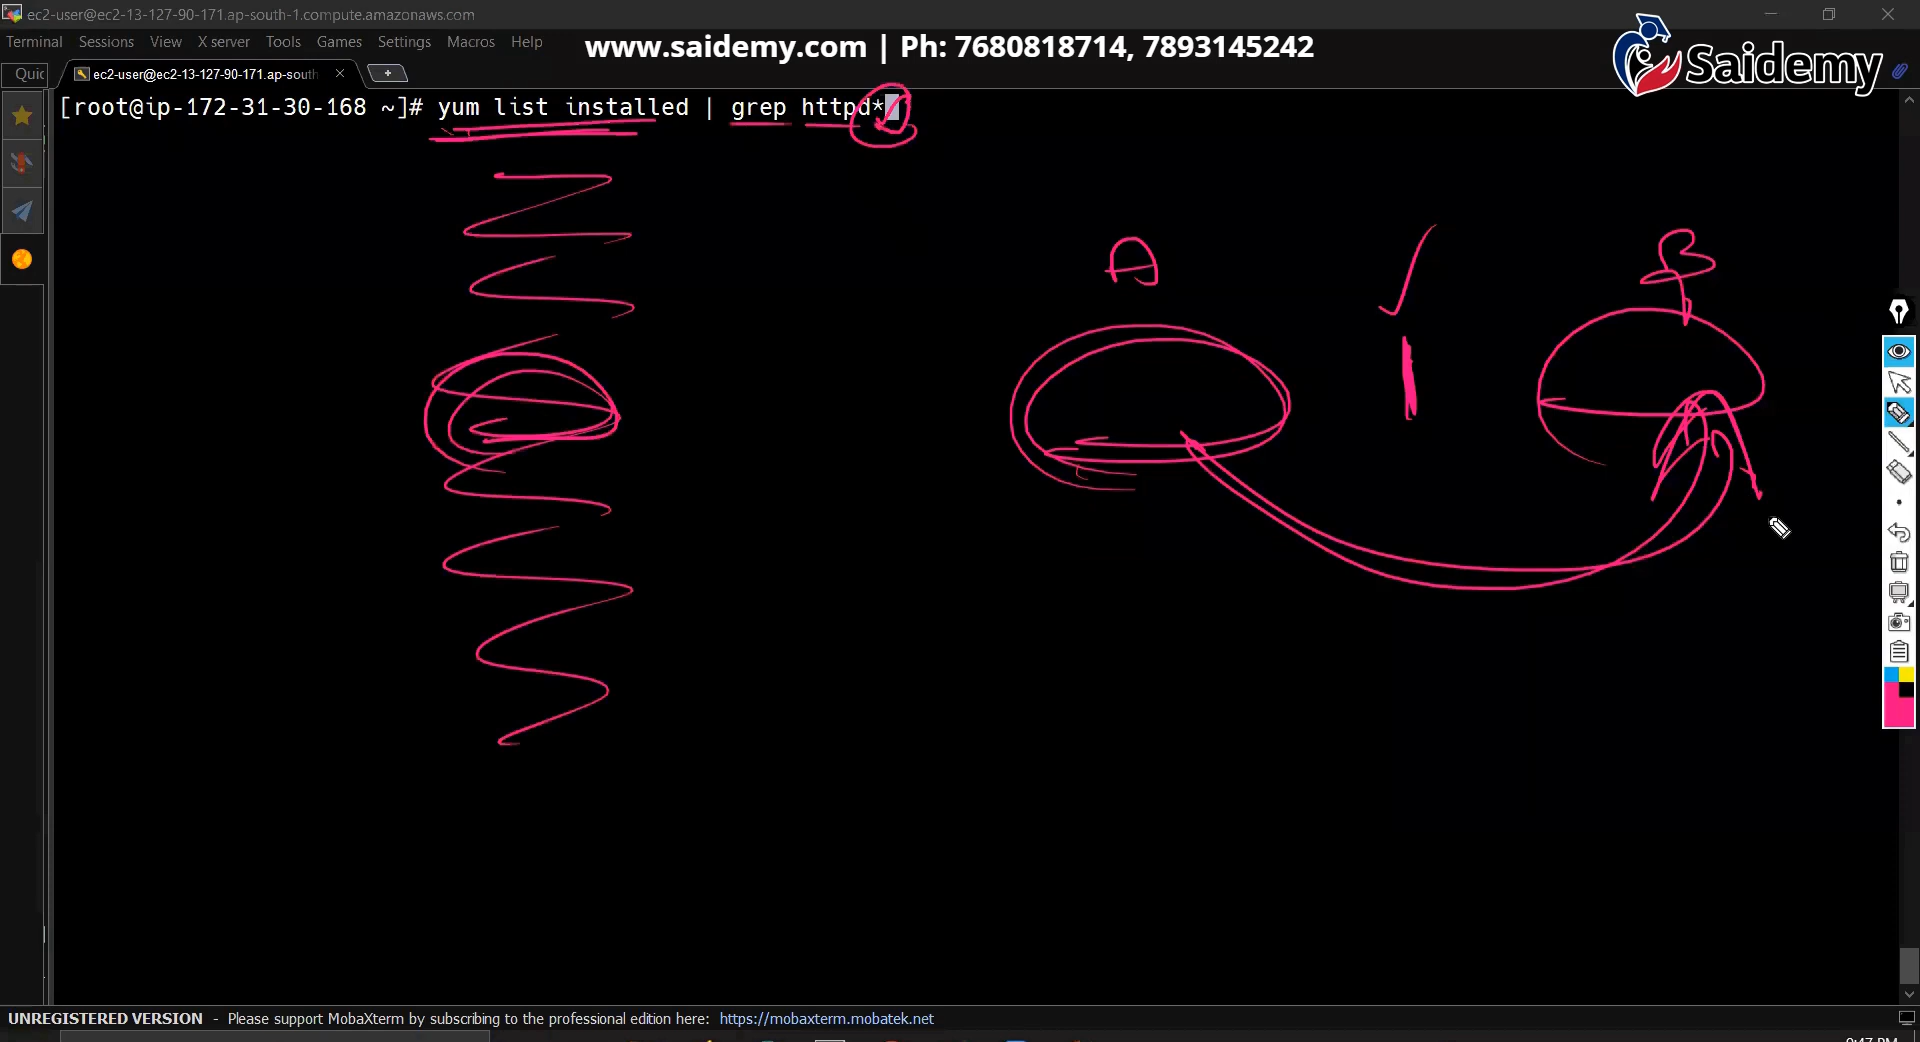 ec2-user@ec2-13-127-90-171.ap-south-1.compute.amazonaws.com
Terminal Sessions View X server Tools Games Settings Macros Help
www.saidemy.com | Ph: 7680818714, 7893145242
Saidemy
Quic
ec2-user@ec2-13-127-90-171.ap-south
[root@ip-172-31-30-168 ~]# yum list installed | grep httpd*
A
B
UNREGISTERED VERSION - Please support MobaXterm by subscribing to the professional edition here: https://mobaxterm.mobatek.net